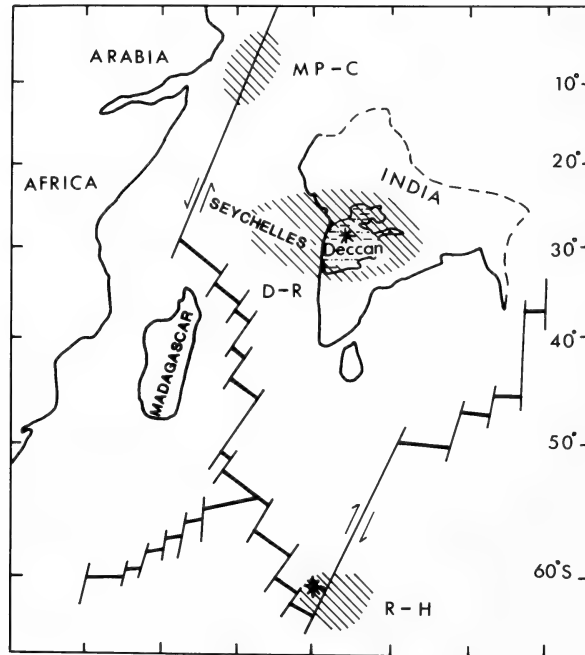 ARABIA
MP-C
10°
AFRICA
20°
INDIA
SEYCHELLES
30°
Deccan
D-R
MADAGASCAR
40°
50°
60°S
R-H